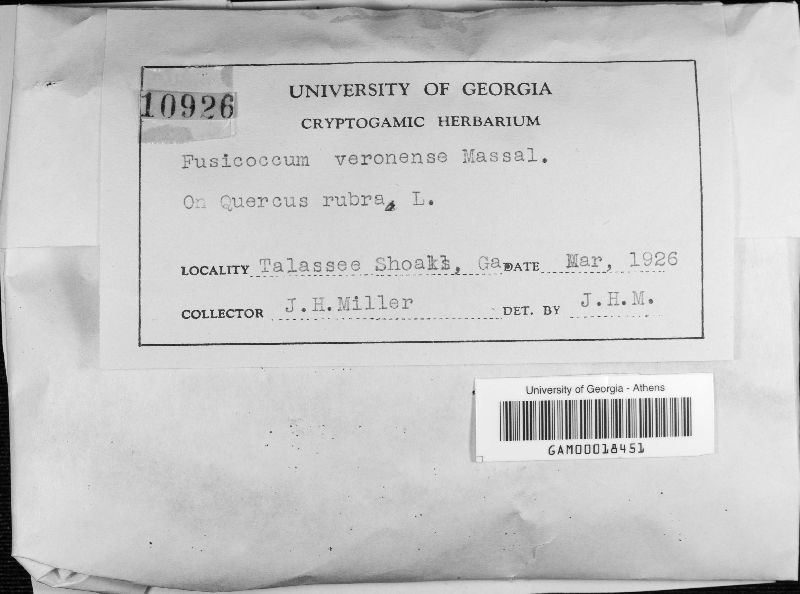 UNIVERSITY OF GEORGIA
10926
CRYPTOGAMIC HERBARIUM
Fusicoccum veronense Massal.
On Quercus rubra, L.
LOCALITY Talassee Shoals, Ga. DATE Mar, 1926
COLLECTOR J.H.Miller DET. BY J.H.M.
University of Georgia - Athens
GAM00018451